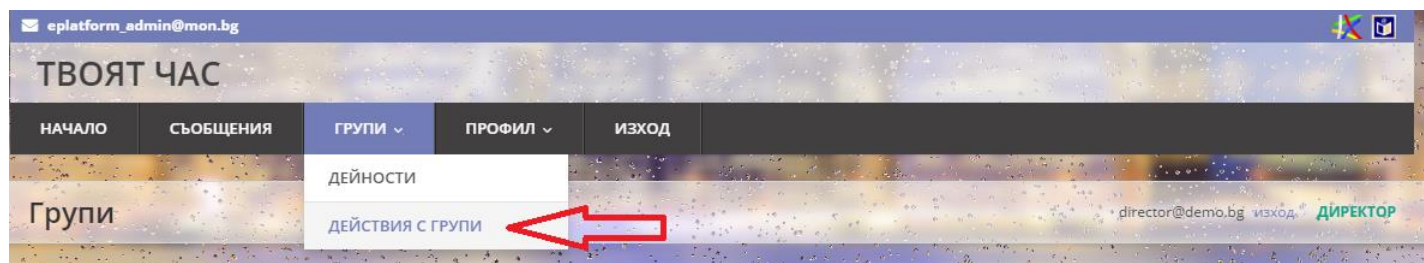 eplatform_admin@mon.bg
ТВОЯТ ЧАС
НАЧАЛО СЪОБЩЕНИЯ ГРУПИ ПРОФИЛ ИЗХОД
ДЕЙНОСТИ
Групи director@demo.bg изход ДИРЕКТОР
ДЕЙСТВИЯ С ГРУПИ